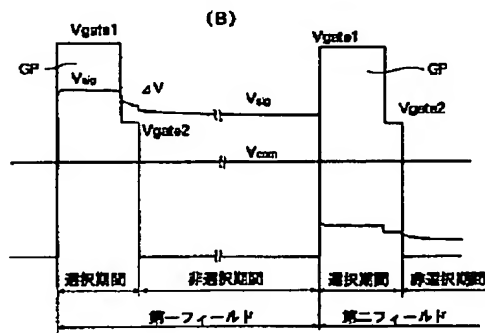 (B)
Vgate1
Vgate1
GP
Vsig
ΔV
Vsig
GP
Vgate2
Vgate2
Vcom
選択期間
非選択期間
選択期間
非選択期間
第一フィールド
第二フィールド